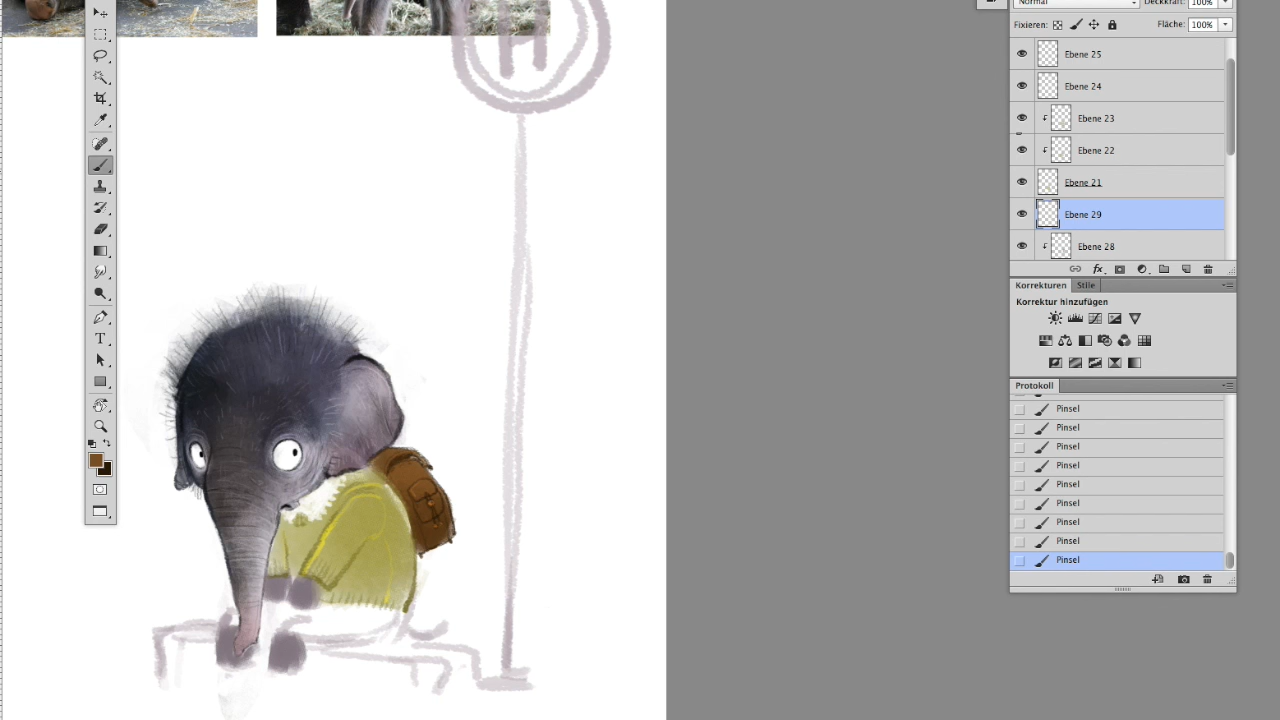 Normal
Deckkraft: 100%
Fixieren:
Fläche: 100%
H
Ebene 25
Ebene 24
Ebene 23
Ebene 22
Ebene 21
Ebene 29
Ebene 28
fx
Korrekturen Stile
Korrektur hinzufügen
T
Protokoll
Pinsel
Pinsel
Pinsel
Pinsel
Pinsel
Pinsel
Pinsel
Pinsel
Pinsel